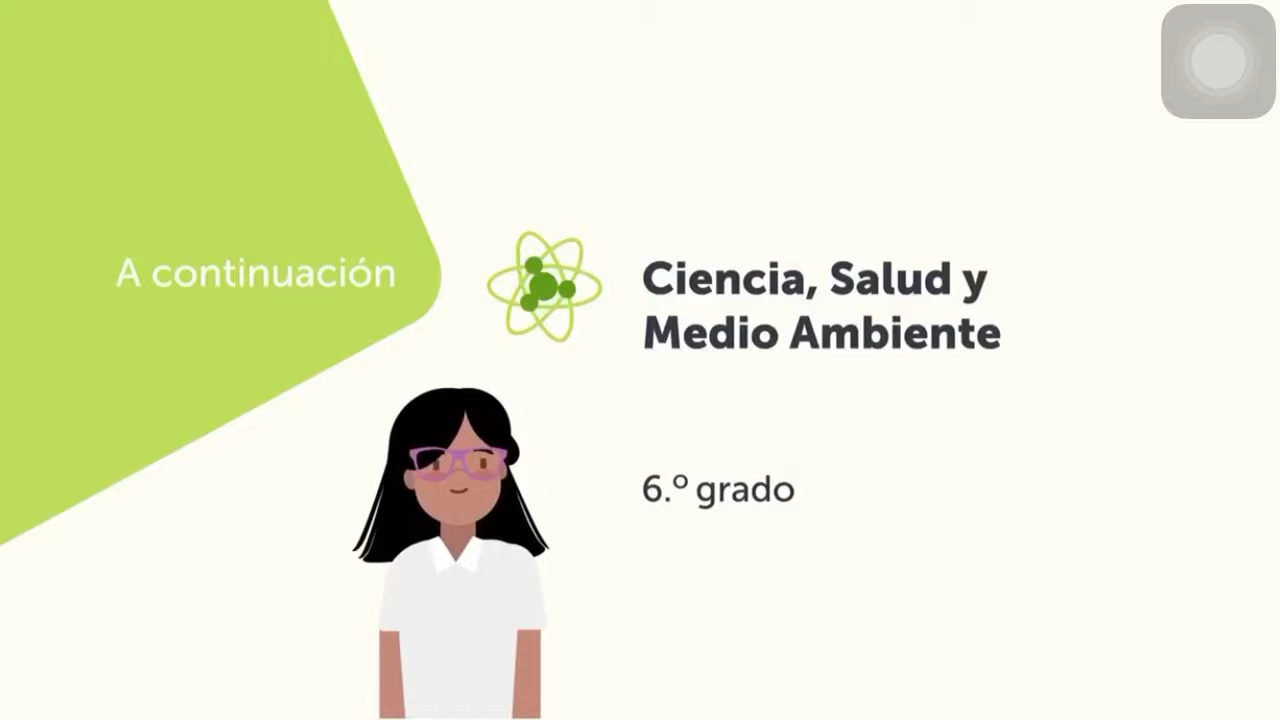 A continuación
Ciencia, Salud y
Medio Ambiente
6.º grado